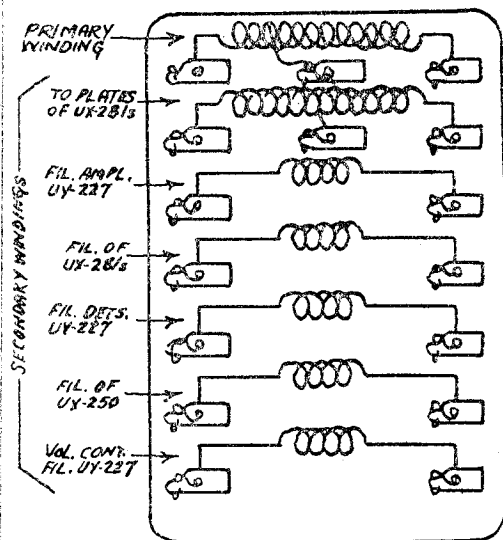 PRIMARY
WINDING
TO PLATES
OF UX-281s
FIL. AMPL.
UY-227
FIL. OF
UX-281s
FIL. DETS.
UY-227
FIL. OF
UX-250
VOL. CONT.
FIL. UY-227
SECONDARY WINDINGS